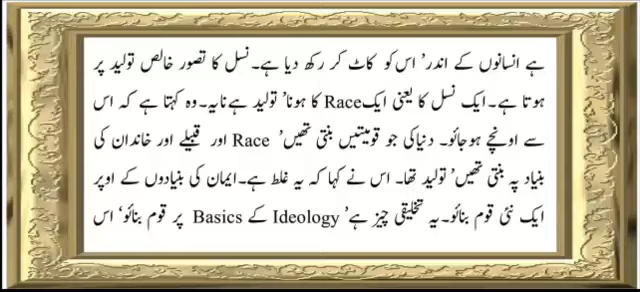 ہے انسانوں کے اندر’ اس کو کاٹ کر رکھ دیا ہے۔ نسل کا تصور خالص تولید پر
ہوتا ہے۔ ایک نسل کا یعنی ایک Race کا ہونا’ تولید ہے نا یہ۔ وہ کہتا ہے کہ اس
سے اونچے ہو جائو۔ دنیا کی جو قومیتیں بنتی تھیں’ Race اور قبیلے اور خاندان کی
بنیاد پہ بنتی تھیں’ تولید تھا۔ اس نے کہا کہ یہ غلط ہے۔ ایمان کی بنیادوں کے اوپر
ایک نئی قوم بنائو۔ یہ تخلیقی چیز ہے’ Ideology کے Basics پر قوم بنائو‘ اس